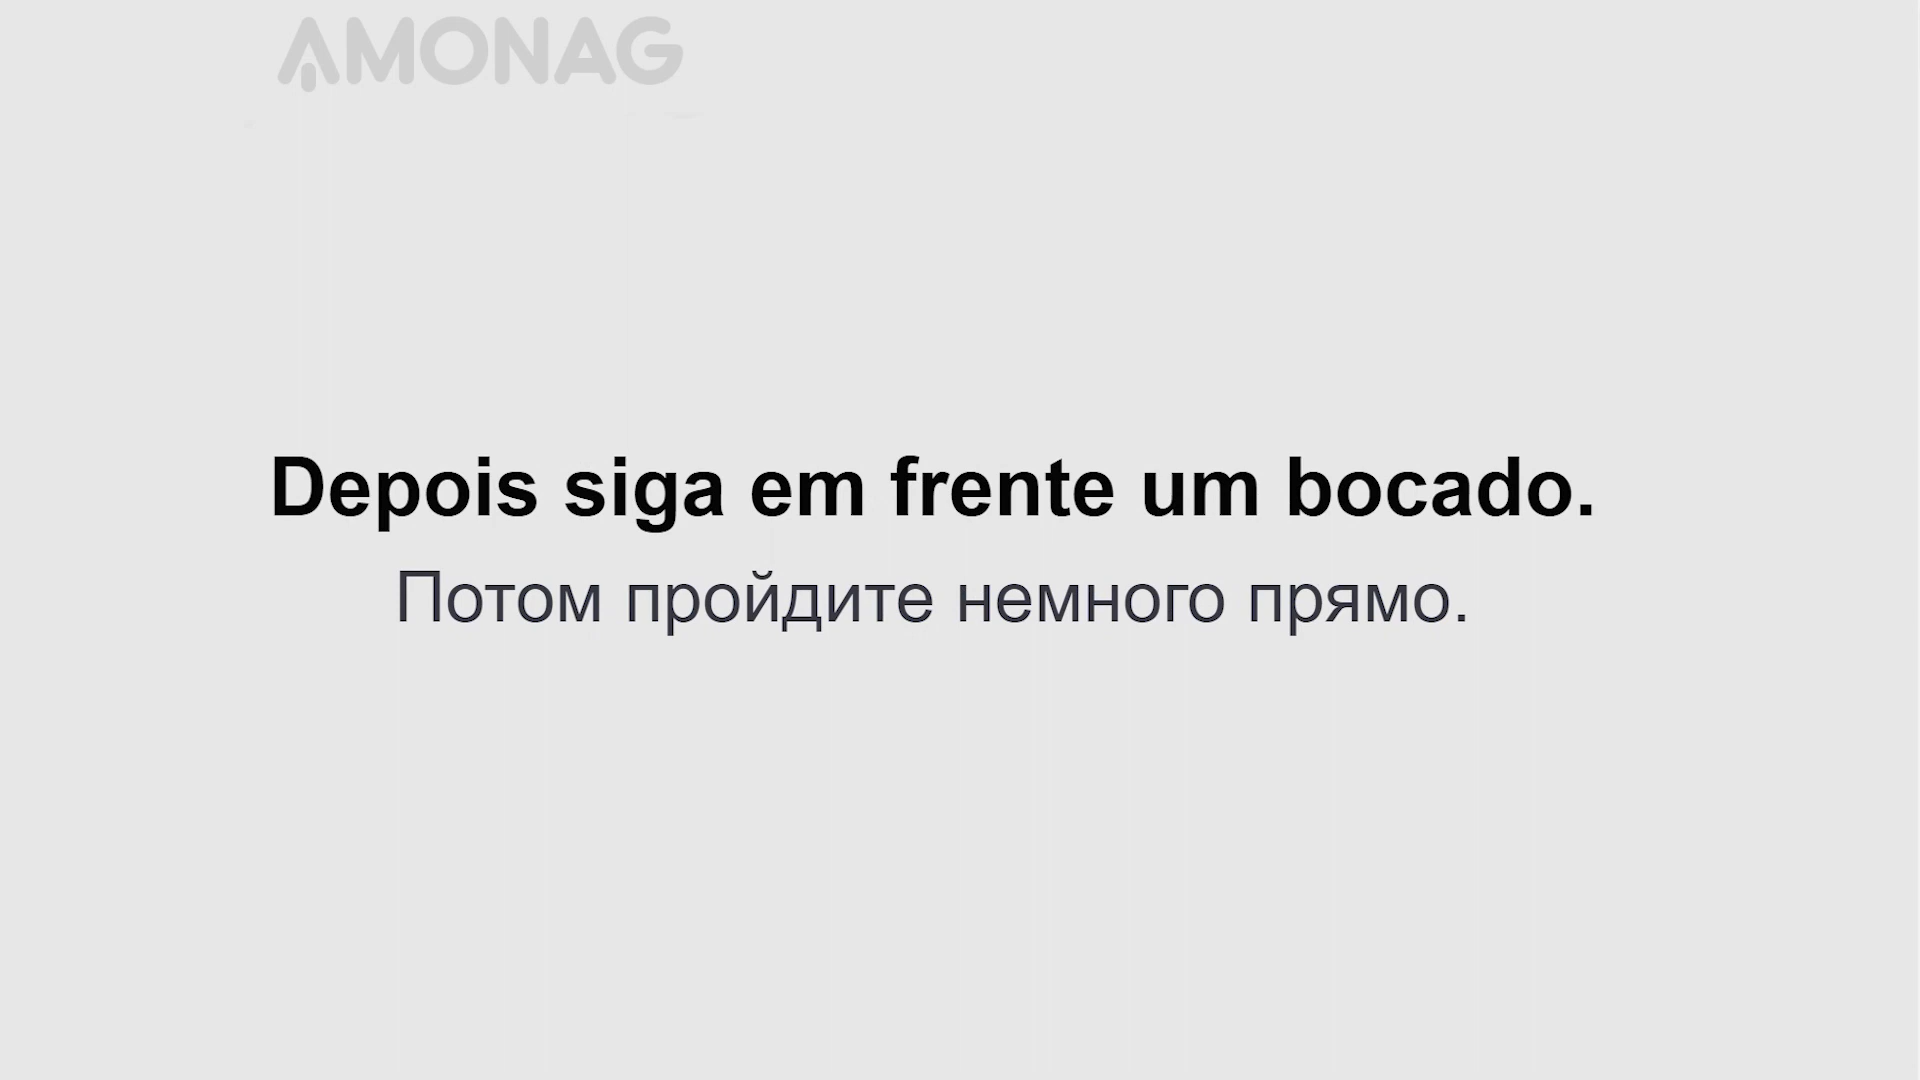 AMONAG
Depois siga em frente um bocado.
Потом пройдите немного прямо.